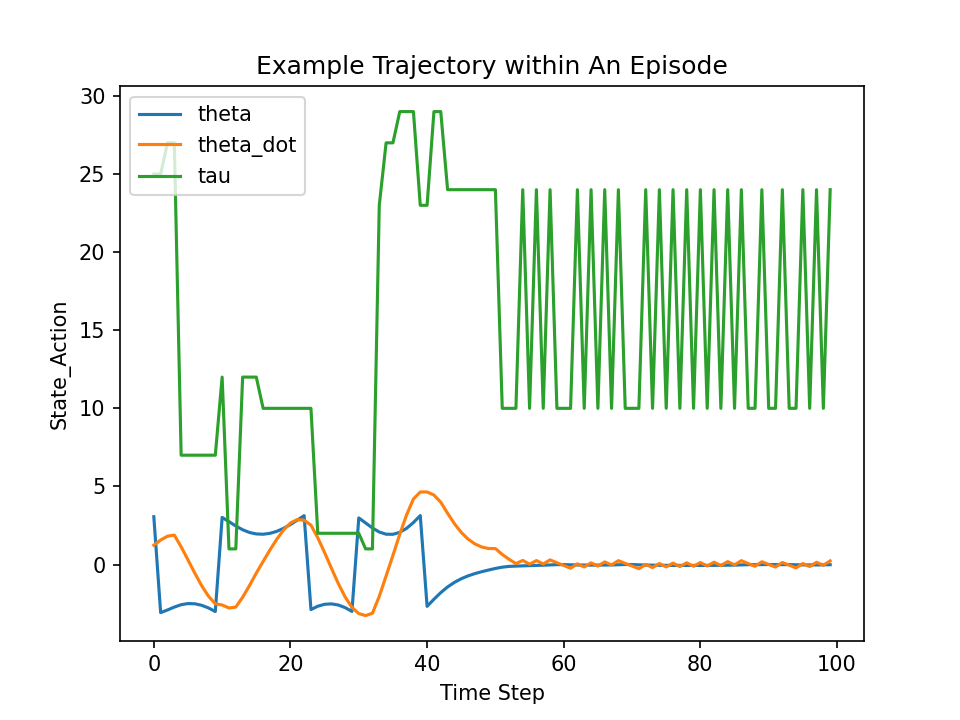 Example Trajectory within An Episode
theta
theta_dot
tau
State_Action
30
25
20
15
10
5
0
0 20 40 60 80 100
Time Step